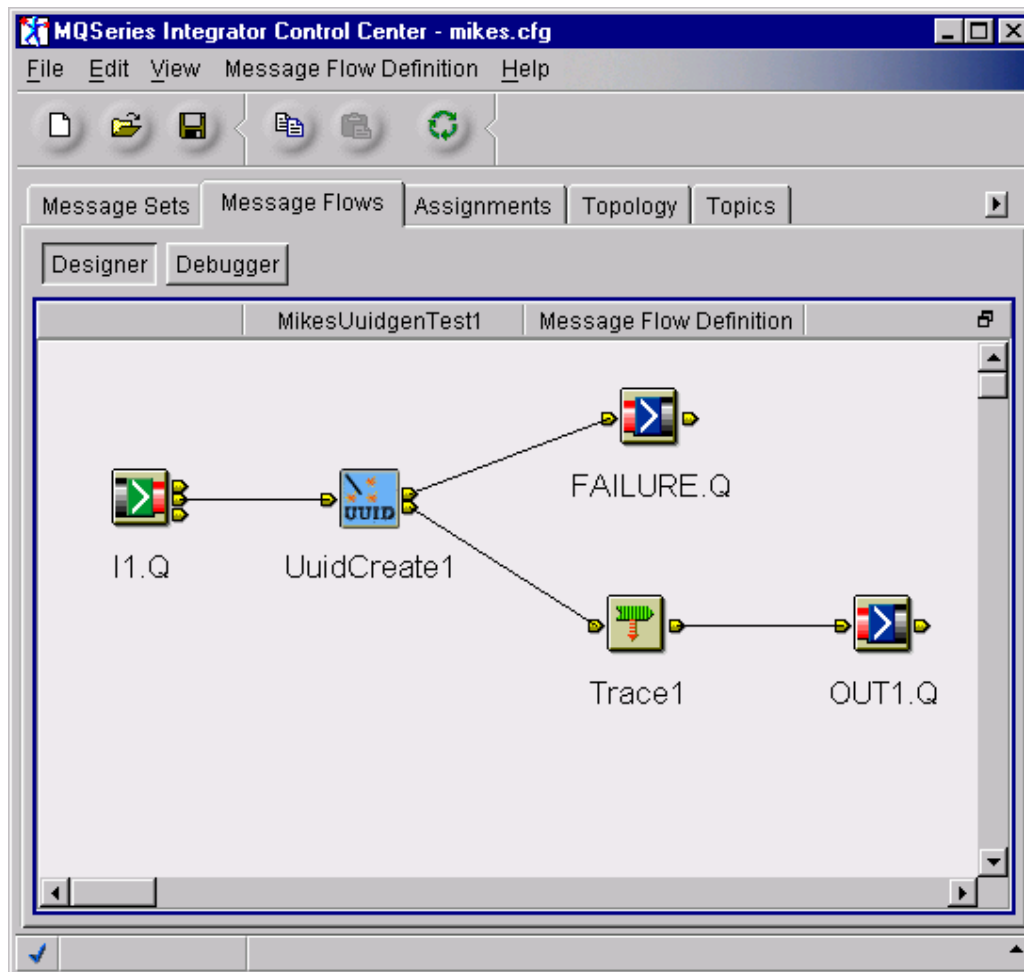 MQSeries Integrator Control Center - mikes.cfg
File Edit View Message Flow Definition Help
Message Sets Message Flows Assignments Topology Topics
Designer Debugger
MikesUuidgenTest1 Message Flow Definition
FAILURE.Q
UUID
I1.Q UuidCreate1
Trace1 OUT1.Q